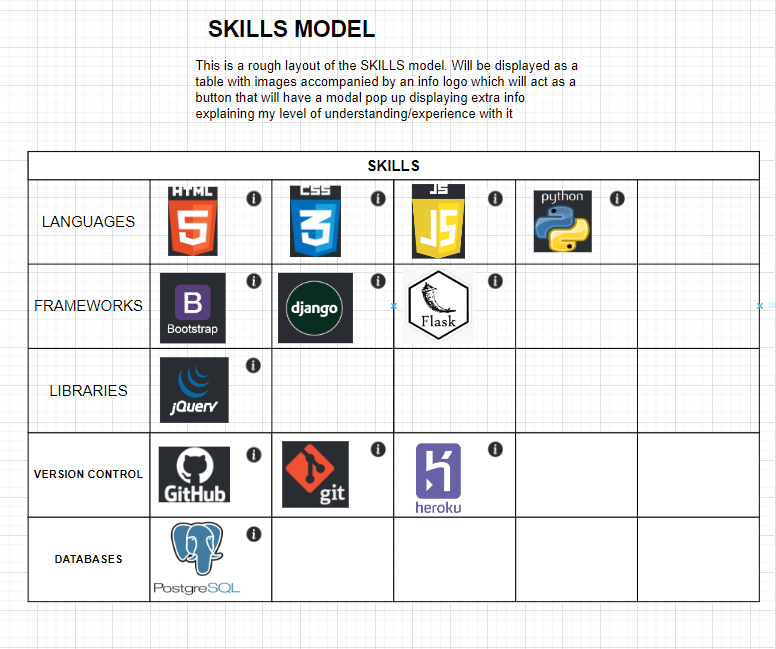 SKILLS MODEL
This is a rough layout of the SKILLS model. Will be displayed as a
table with images accompanied by an info logo which will act as a
button that will have a modal pop up displaying extra info
explaining my level of understanding/experience with it
SKILLS
LANGUAGES
HTML
5
CSS
3
JS
JS
python
FRAMEWORKS
B
Bootstrap
django
Flask
LIBRARIES
jQuery
VERSION CONTROL
GitHub
git
heroku
DATABASES
PostgreSQL